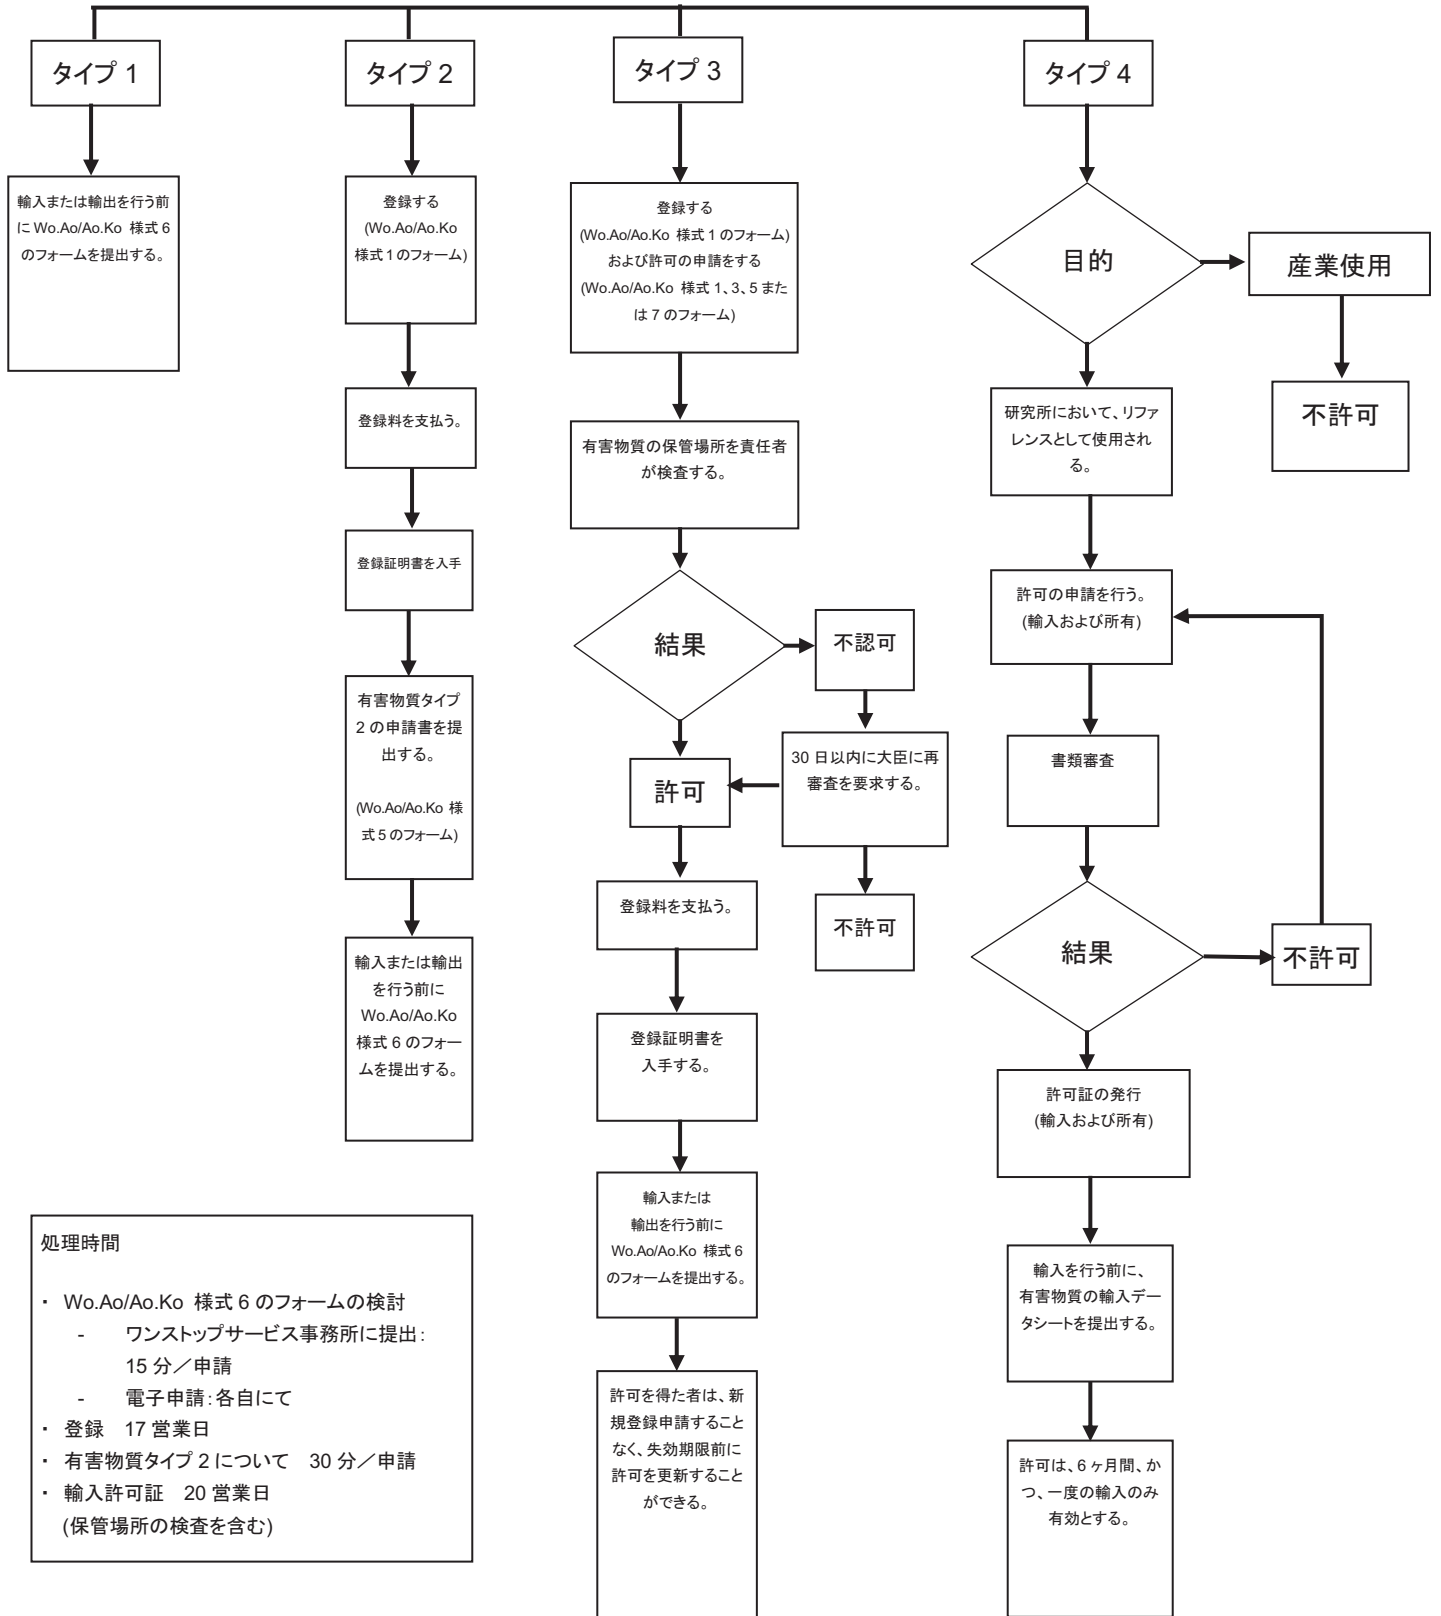 タイプ 1
輸入または輸出を行う前
に Wo.Ao/Ao.Ko 様式 6
のフォームを提出する。
タイプ 2
登録する
(Wo.Ao/Ao.Ko
様式 1 のフォーム)
登録料を支払う。
登録証明書を入手
有害物質タイプ
2 の申請書を提
出する。
(Wo.Ao/Ao.Ko 様
式 5 のフォーム)
輸入または輸出
を行う前に
Wo.Ao/Ao.Ko
様式 6 のフォー
ムを提出する。
タイプ 3
登録する
(Wo.Ao/Ao.Ko 様式 1 のフォーム)
および許可の申請をする
(Wo.Ao/Ao.Ko 様式 1、3、5 また
は 7 のフォーム)
有害物質の保管場所を責任者
が検査する。
結果
不認可
30 日以内に大臣に再
審査を要求する。
不許可
許可
登録料を支払う。
登録証明書を
入手する。
輸入または
輸出を行う前に
Wo.Ao/Ao.Ko 様式 6
のフォームを提出する。
許可を得た者は、新
規登録申請すること
なく、失効期限前に
許可を更新すること
ができる。
タイプ 4
目的
産業使用
不許可
研究所において、リファ
レンスとして使用され
る。
許可の申請を行う。
(輸入および所有)
書類審査
結果
不許可
許可証の発行
(輸入および所有)
輸入を行う前に、
有害物質の輸入デー
タシートを提出する。
許可は、6 ヶ月間、か
つ、一度の輸入のみ
有効とする。
処理時間
・ Wo.Ao/Ao.Ko 様式 6 のフォームの検討
- ワンストップサービス事務所に提出：
15 分／申請
- 電子申請：各自にて
・ 登録 17 営業日
・ 有害物質タイプ 2 について 30 分／申請
・ 輸入許可証 20 営業日
(保管場所の検査を含む)